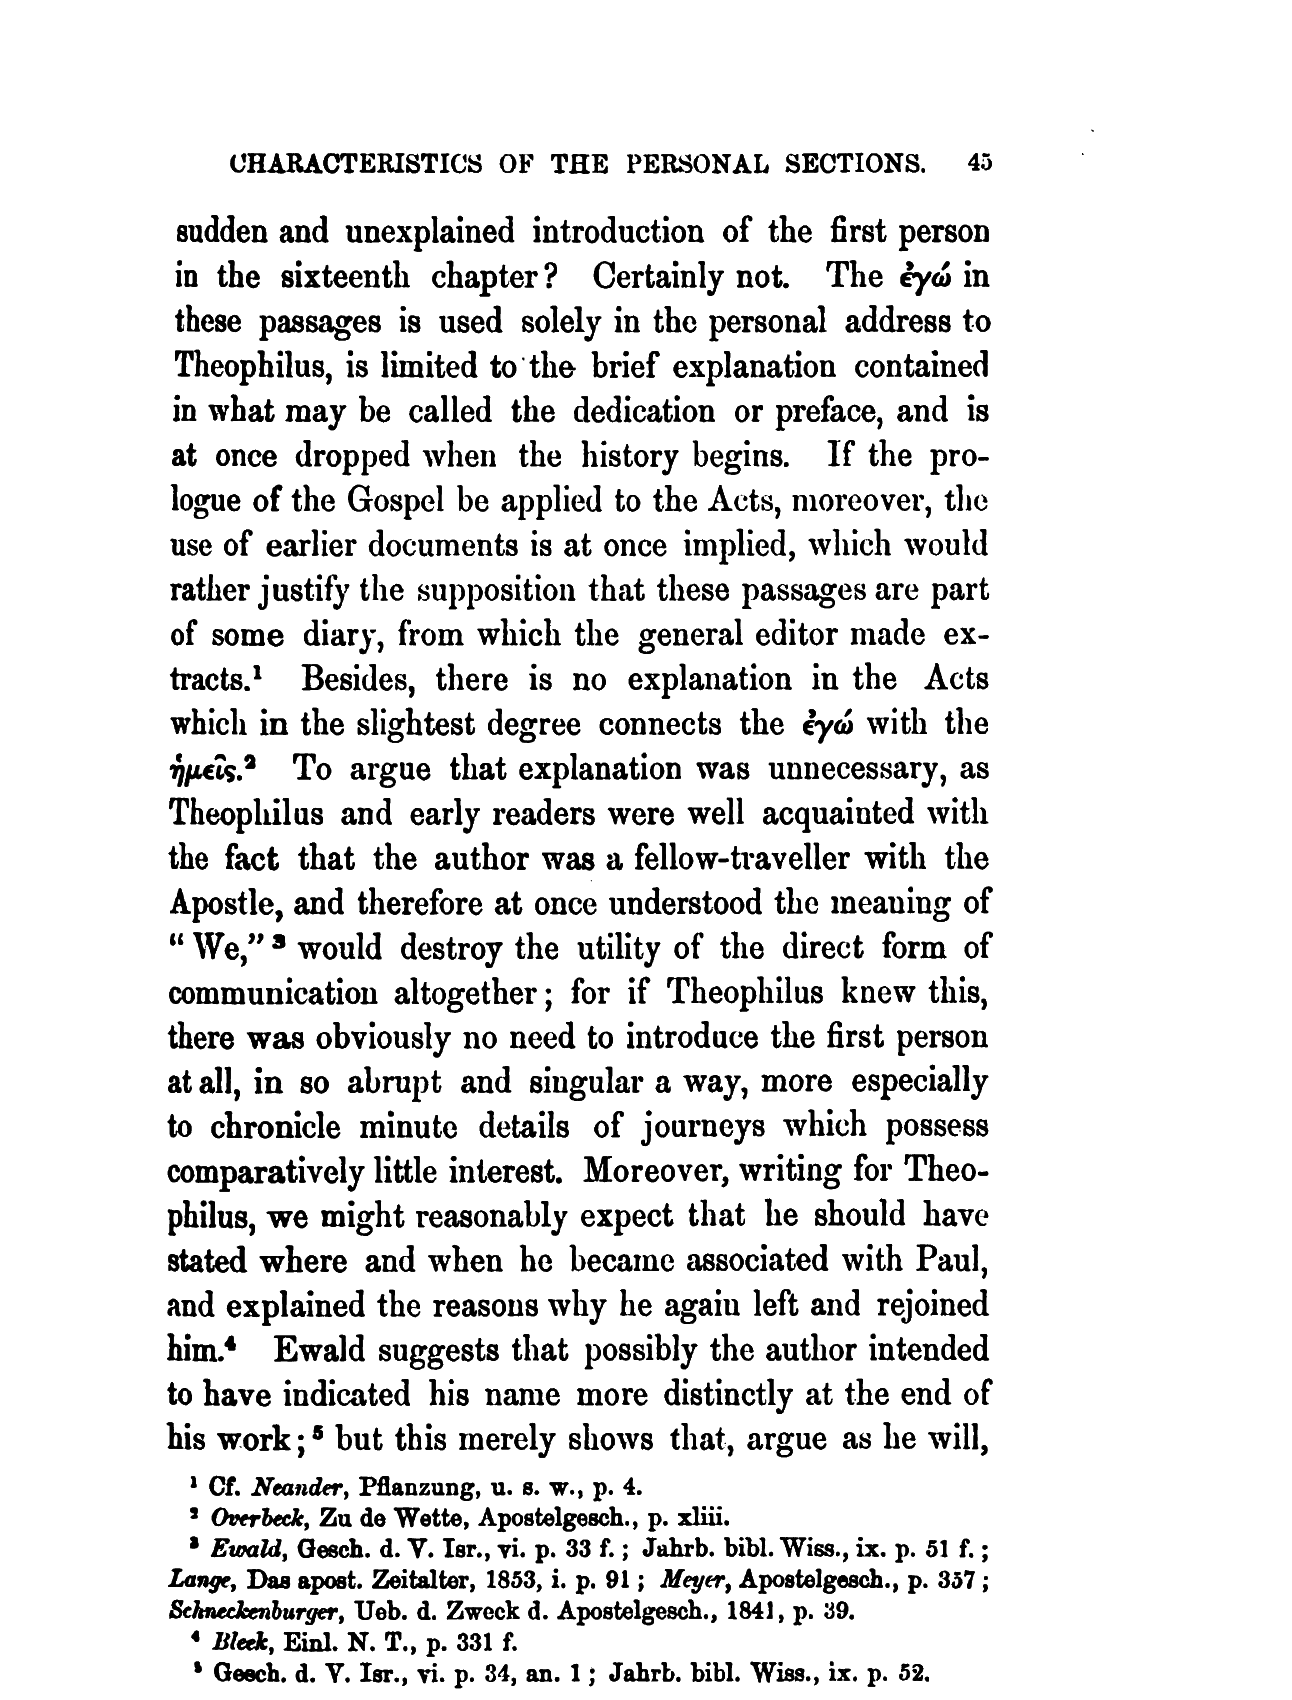 CHARACTERISTICS OF THE PERSONAL SECTIONS. 45
sudden and unexplained introduction of the first person
in the sixteenth chapter? Certainly not. The ἐγώ in
these passages is used solely in the personal address to
Theophilus, is limited to the brief explanation contained
in what may be called the dedication or preface, and is
at once dropped when the history begins. If the pro-
logue of the Gospel be applied to the Acts, moreover, the
use of earlier documents is at once implied, which would
rather justify the supposition that these passages are part
of some diary, from which the general editor made ex-
tracts.¹ Besides, there is no explanation in the Acts
which in the slightest degree connects the ἐγώ with the
ἡμεῖς.² To argue that explanation was unnecessary, as
Theophilus and early readers were well acquainted with
the fact that the author was a fellow-traveller with the
Apostle, and therefore at once understood the meaning of
“We,”³ would destroy the utility of the direct form of
communication altogether; for if Theophilus knew this,
there was obviously no need to introduce the first person
at all, in so abrupt and singular a way, more especially
to chronicle minute details of journeys which possess
comparatively little interest. Moreover, writing for Theo-
philus, we might reasonably expect that he should have
stated where and when he became associated with Paul,
and explained the reasons why he again left and rejoined
him.⁴ Ewald suggests that possibly the author intended
to have indicated his name more distinctly at the end of
his work;⁵ but this merely shows that, argue as he will,
¹ Cf. Neander, Pflanzung, u. s. w., p. 4.
² Overbeck, Zu de Wette, Apostelgesch., p. xliii.
³ Ewald, Gesch. d. V. Isr., vi. p. 33 f.; Jahrb. bibl. Wiss., ix. p. 51 f.;
Lange, Das apost. Zeitalter, 1853, i. p. 91; Meyer, Apostelgesch., p. 357;
Schneckenburger, Ueb. d. Zweck d. Apostelgesch., 1841, p. 39.
⁴ Bleek, Einl. N. T., p. 331 f.
⁵ Gesch. d. V. Isr., vi. p. 34, an. 1; Jahrb. bibl. Wiss., ix. p. 52.